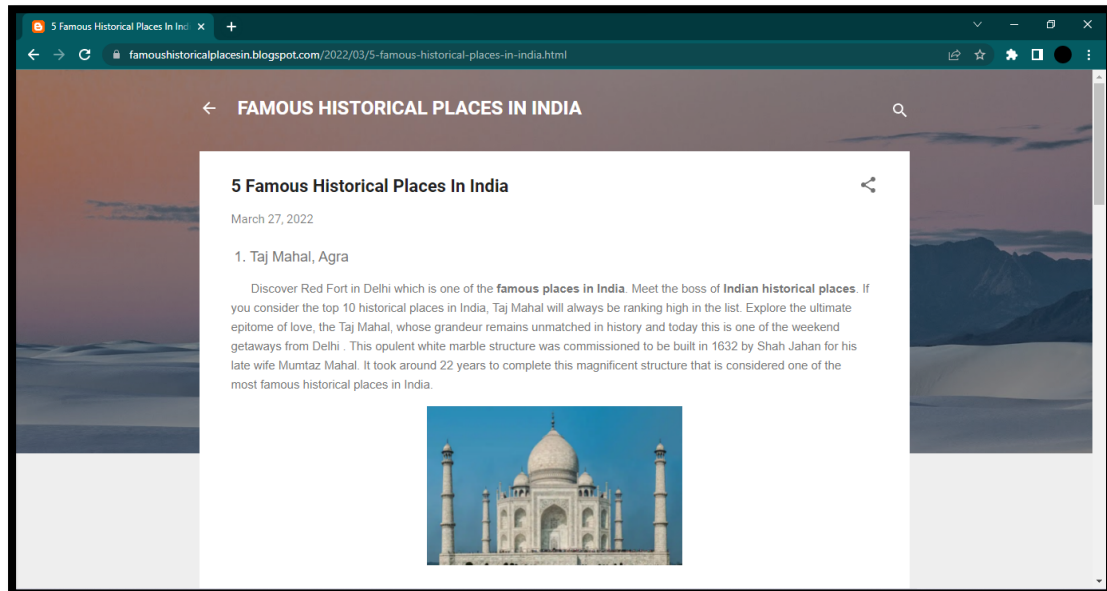 5 Famous Historical Places In Ind
famoushistoricalplacesin.blogspot.com/2022/03/5-famous-historical-places-in-india.html
FAMOUS HISTORICAL PLACES IN INDIA
5 Famous Historical Places In India
March 27, 2022
1. Taj Mahal, Agra
Discover Red Fort in Delhi which is one of the famous places in India. Meet the boss of Indian historical places. If
you consider the top 10 historical places in India, Taj Mahal will always be ranking high in the list. Explore the ultimate
epitome of love, the Taj Mahal, whose grandeur remains unmatched in history and today this is one of the weekend
getaways from Delhi . This opulent white marble structure was commissioned to be built in 1632 by Shah Jahan for his
late wife Mumtaz Mahal. It took around 22 years to complete this magnificent structure that is considered one of the
most famous historical places in India.